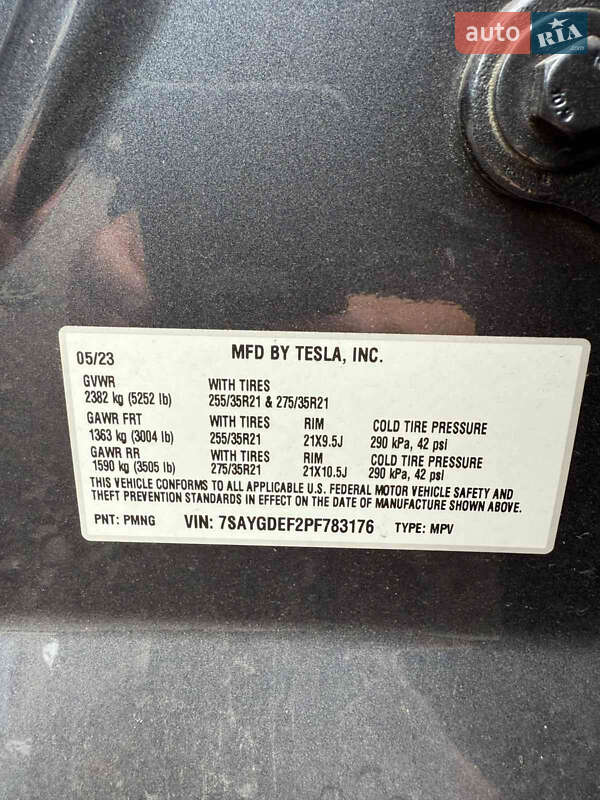 auto RIA.com
05/23 MFD BY TESLA, INC.
GVWR WITH TIRES
2382 kg (5252 lb) 255/35R21 & 275/35R21
GAWR FRT WITH TIRES RIM COLD TIRE PRESSURE
1363 kg (3004 lb) 255/35R21 21X9.5J 290 kPa, 42 psi
GAWR RR WITH TIRES RIM COLD TIRE PRESSURE
1590 kg (3505 lb) 275/35R21 21X10.5J 290 kPa, 42 psi
THIS VEHICLE CONFORMS TO ALL APPLICABLE U.S. FEDERAL MOTOR VEHICLE SAFETY AND
THEFT PREVENTION STANDARDS IN EFFECT ON THE DATE OF MANUFACTURE SHOWN ABOVE.
PNT: PMNG VIN: 7SAYGDEF2PF783176 TYPE: MPV